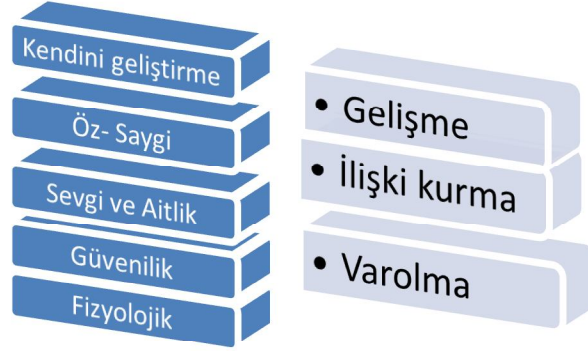 Kendini geliştirme
Öz- Saygi
Sevgi ve Aitlik
Güvenilik
Fizyolojik
• Gelişme
• İlişki kurma
• Varolma